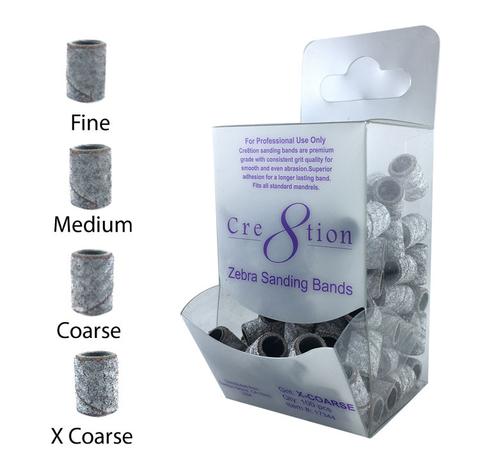 Fine
Medium
Coarse
X Coarse
For Professional Use Only
Cre8tion sanding bands are premium
grade with consistent grit quality for
smooth and even abrasion.Superior
adhesion for a longer lasting band.
Fits all standard mandrels.
Cre8tion
Zebra Sanding Bands
Grit: X-COARSE
Qty: 100 pcs
Item #: 17344